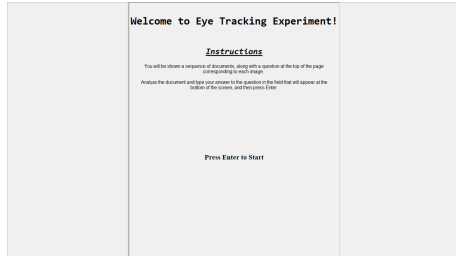 Welcome to Eye Tracking Experiment!
Instructions
You will be shown a sequence of documents, along with a question at the top of the page
corresponding to each image.
Analyze the document and type your answer to the question in the field that will appear at the
bottom of the screen, and then press Enter.
Press Enter to Start